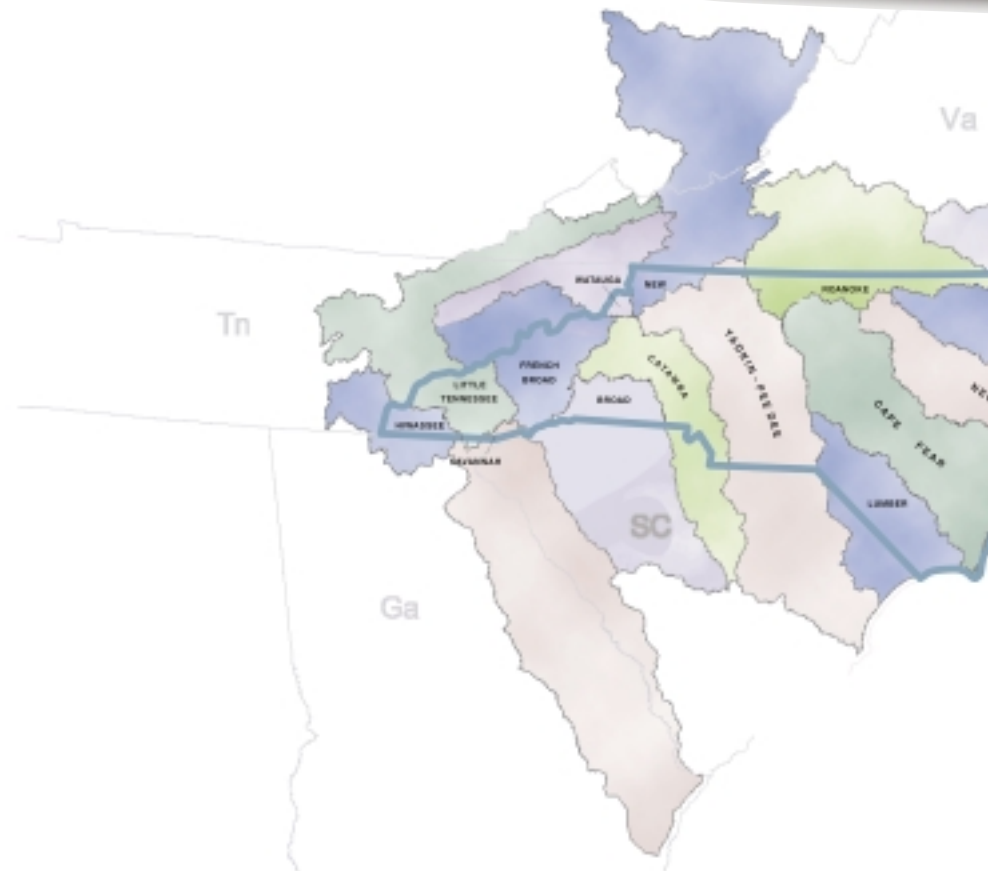 Va
WATAUGA
NEW
ROANOKE
Tn
YADKIN - PEE DEE
FRENCH
BROAD
CATAWBA
LITTLE
TENNESSEE
BROAD
CAPE FEAR
HIWASSEE
SAVANNAH
LUMBER
SC
Ga